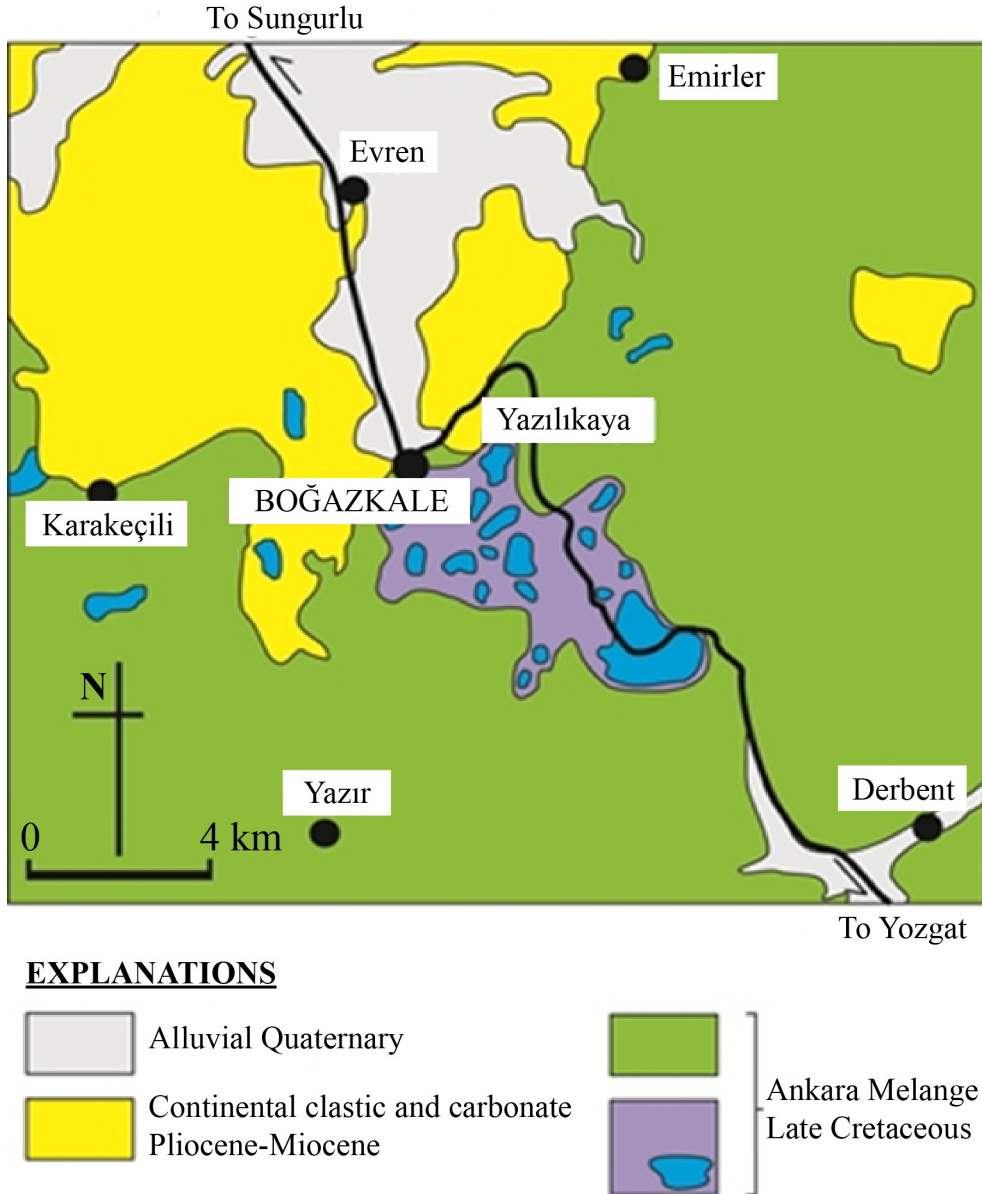 To Sungurlu
Emirler
Evren
Yazılıkaya
BOĞAZKALE
Karakeçili
N
Yazır
Derbent
0 4 km
To Yozgat
EXPLANATIONS
Alluvial Quaternary
Continental clastic and carbonate
Pliocene-Miocene
Ankara Melange
Late Cretaceous